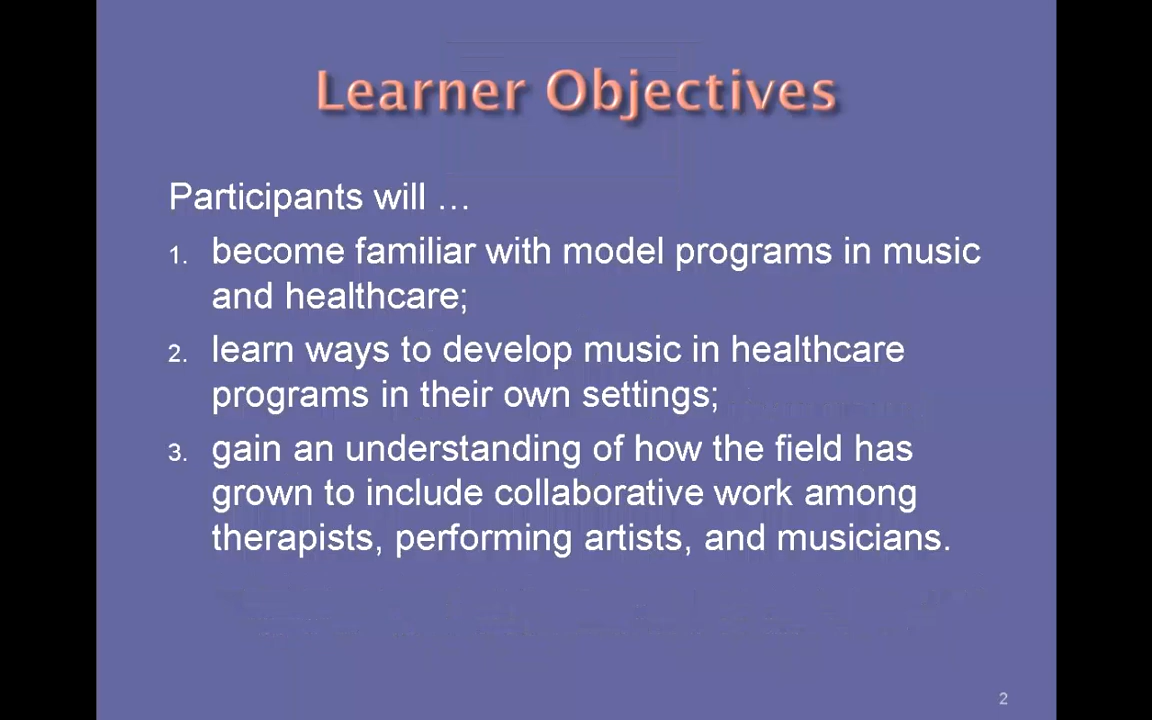 Learner Objectives
Participants will …
1. become familiar with model programs in music
and healthcare;
2. learn ways to develop music in healthcare
programs in their own settings;
3. gain an understanding of how the field has
grown to include collaborative work among
therapists, performing artists, and musicians.
2